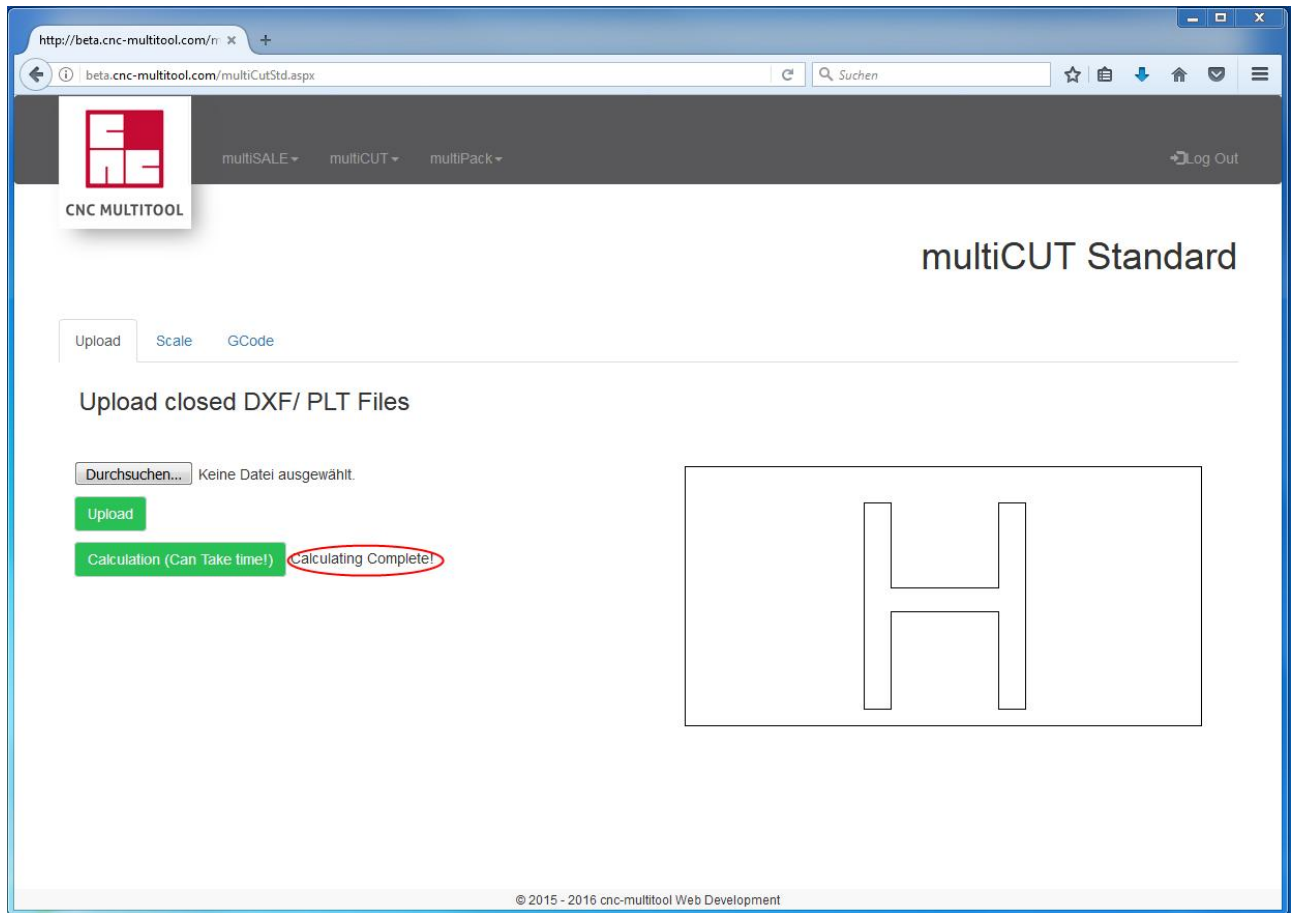 http://beta.cnc-multitool.com/m
beta.cnc-multitool.com/multiCutStd.aspx
Suchen
CNC MULTITOOL
multiSALE
multiCUT
multiPack
Log Out
multiCUT Standard
Upload
Scale
GCode
Upload closed DXF/ PLT Files
Durchsuchen... Keine Datei ausgewählt.
Upload
Calculation (Can Take time!) Calculating Complete!
H
© 2015 - 2016 cnc-multitool Web Development